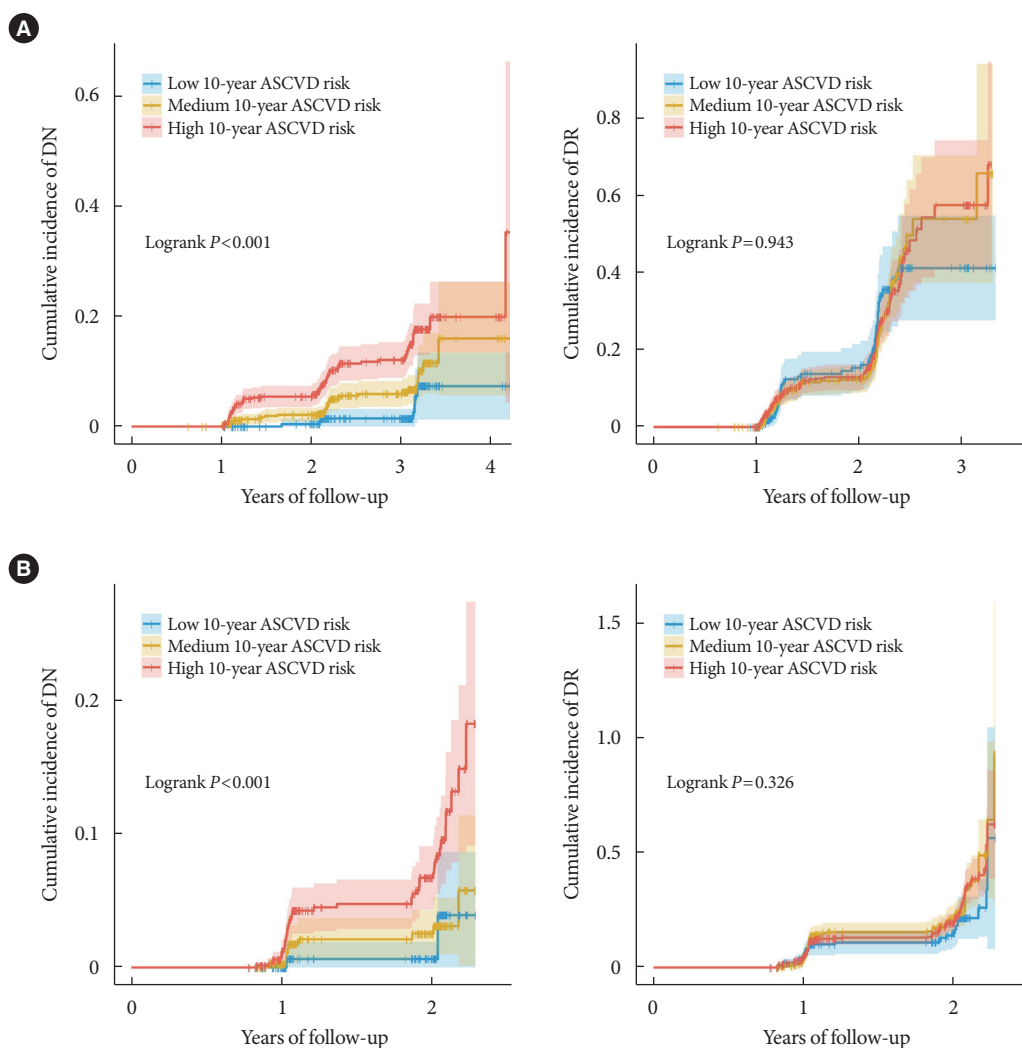 A
Cumulative incidence of DN
0.6
0.4
0.2
0
Low 10-year ASCVD risk
Medium 10-year ASCVD risk
High 10-year ASCVD risk
Logrank P<0.001
0 1 2 3 4
Years of follow-up
Cumulative incidence of DR
0.8
0.6
0.4
0.2
0
Low 10-year ASCVD risk
Medium 10-year ASCVD risk
High 10-year ASCVD risk
Logrank P=0.943
0 1 2 3
Years of follow-up
B
Cumulative incidence of DN
0.2
0.1
0
Low 10-year ASCVD risk
Medium 10-year ASCVD risk
High 10-year ASCVD risk
Logrank P<0.001
0 1 2
Years of follow-up
Cumulative incidence of DR
1.5
1.0
0.5
0
Low 10-year ASCVD risk
Medium 10-year ASCVD risk
High 10-year ASCVD risk
Logrank P=0.326
0 1 2
Years of follow-up